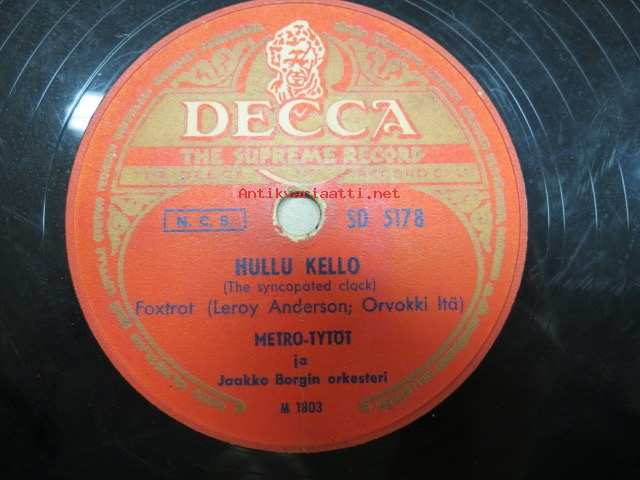 DECCA
THE SUPREME RECORD
Antikvariaatti.net
N. C. B.
SD 5178
HULLU KELLO
(The syncopated clock)
Foxtrot (Leroy Anderson; Orvokki Itä)
METRO-TYTÖT
ja
Jaakko Borgin orkesteri
M 1803